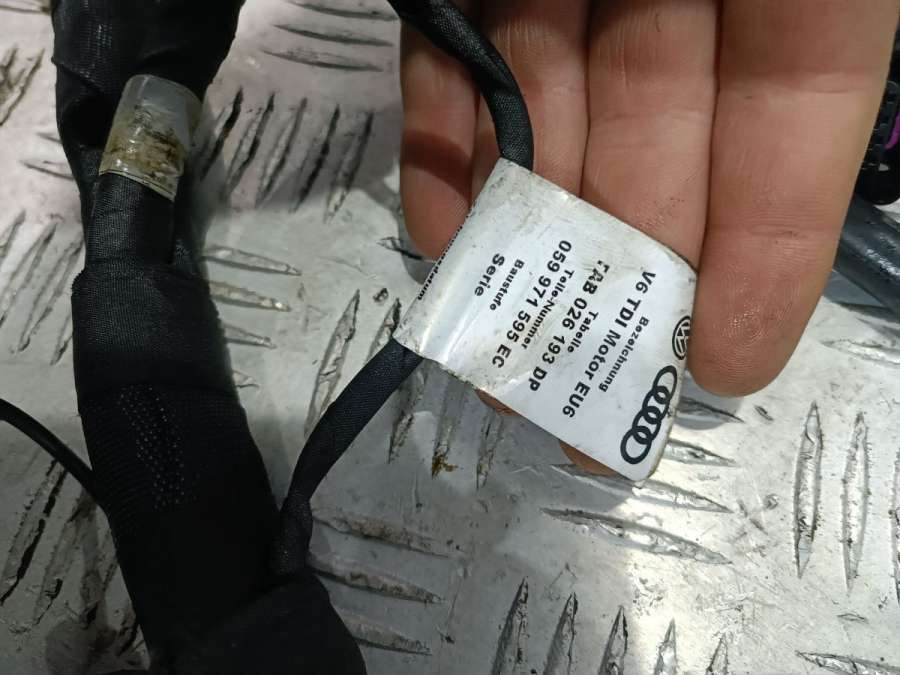 Bezeichnung
V6 TDI Motor EU6
Tabelle
TAB 026 193 DP
Teile-Nummer
059 971 595 EC
Baustufe
Serie